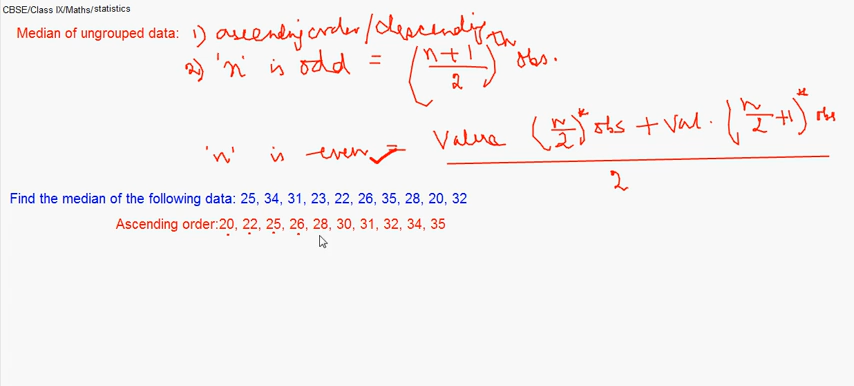 CBSE/Class IX/Maths/statistics
Median of ungrouped data: 1) ascending order/descending
2) 'n' is odd = (n+1/2)th obs.
'n' is even = Value (n/2)th obs + Val. (n/2+1)th obs
2
Find the median of the following data: 25, 34, 31, 23, 22, 26, 35, 28, 20, 32
Ascending order:20, 22, 25, 26, 28, 30, 31, 32, 34, 35